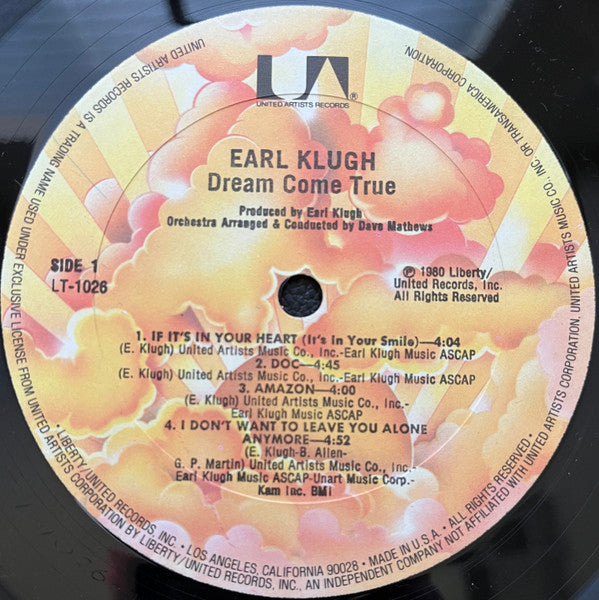 UA
®
UNITED ARTISTS RECORDS
EARL KLUGH
Dream Come True
Produced by Earl Klugh
Orchestra Arranged & Conducted by Dave Mathews
SIDE 1
LT-1026
℗ 1980 Liberty/
United Records, Inc.
All Rights Reserved
1. IF IT'S IN YOUR HEART (It's In Your Smile)—4:04
(E. Klugh) United Artists Music Co., Inc.-Earl Klugh Music ASCAP
2. DOC—4:45
(E. Klugh) United Artists Music Co., Inc.-Earl Klugh Music ASCAP
3. AMAZON—4:00
(E. Klugh) United Artists Music Co., Inc.-
Earl Klugh Music ASCAP
4. I DON'T WANT TO LEAVE YOU ALONE
ANYMORE—4:52
(E. Klugh-B. Allen-
G. P. Martin) United Artists Music Co., Inc.-
Earl Klugh Music ASCAP-Unart Music Corp.-
Kam Inc. BMI
UNITED ARTISTS RECORDS IS A TRADING NAME USED UNDER EXCLUSIVE LICENSE FROM UNITED ARTISTS CORPORATION BY LIBERTY/UNITED RECORDS, INC., AN INDEPENDENT COMPANY NOT AFFILIATED WITH UNITED ARTISTS CORPORATION, UNITED ARTISTS MUSIC CO., INC. OR TRANSAMERICA CORPORATION
• LIBERTY/UNITED RECORDS, INC. • LOS ANGELES, CALIFORNIA 90028 • MADE IN U.S.A. • ALL RIGHTS RESERVED •